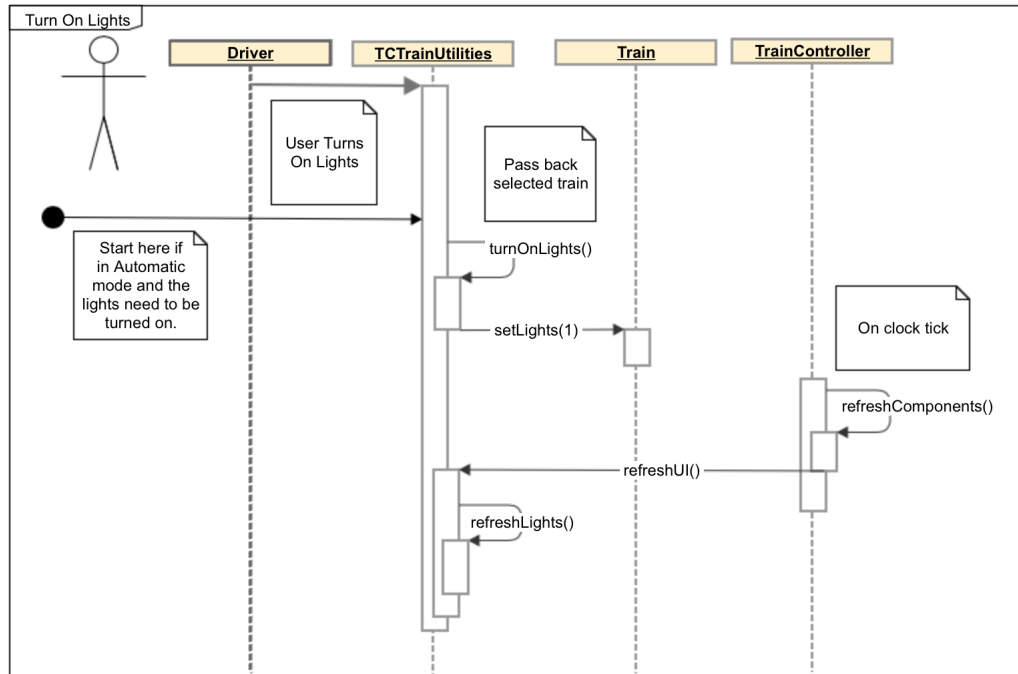 Turn On Lights
Driver
TCTrainUtilities
Train
TrainController
User Turns
On Lights
Pass back
selected train
Start here if
in Automatic
mode and the
lights need to be
turned on.
turnOnLights()
setLights(1)
On clock tick
refreshComponents()
refreshUI()
refreshLights()